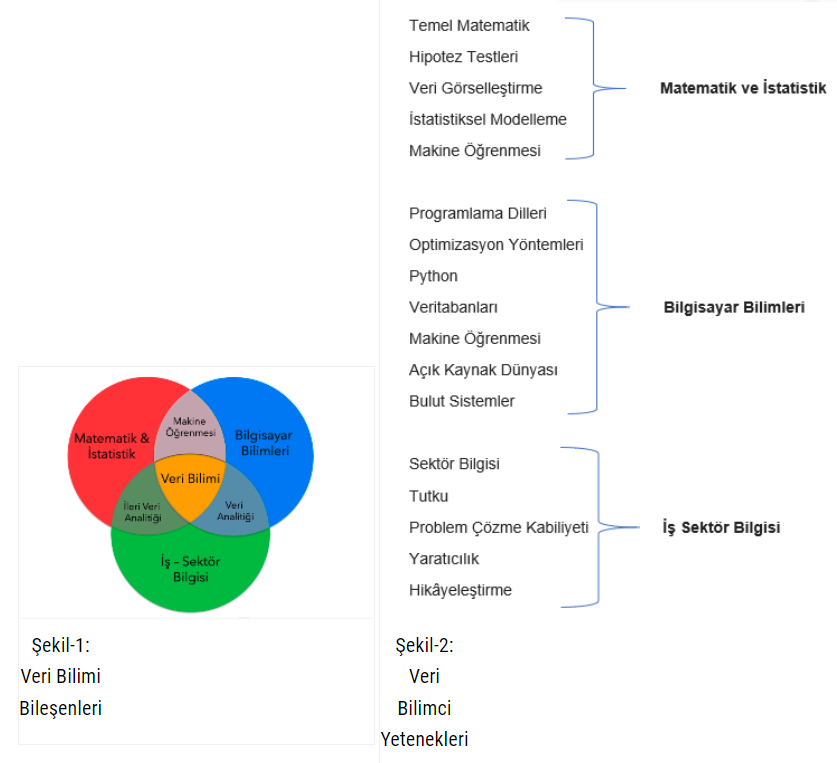 Matematik &
İstatistik
Makine
Öğrenmesi
Bilgisayar
Bilimleri
Veri Bilimi
İleri Veri
Analitiği
Veri
Analitiği
İş - Sektör
Bilgisi
Şekil-1:
Veri Bilimi
Bileşenleri
Temel Matematik
Hipotez Testleri
Veri Görselleştirme
İstatistiksel Modelleme
Makine Öğrenmesi
Matematik ve İstatistik
Programlama Dilleri
Optimizasyon Yöntemleri
Python
Veritabanları
Makine Öğrenmesi
Açık Kaynak Dünyası
Bulut Sistemler
Bilgisayar Bilimleri
Sektör Bilgisi
Tutku
Problem Çözme Kabiliyeti
Yaratıcılık
Hikâyeleştirme
İş Sektör Bilgisi
Şekil-2:
Veri
Bilimci
Yetenekleri